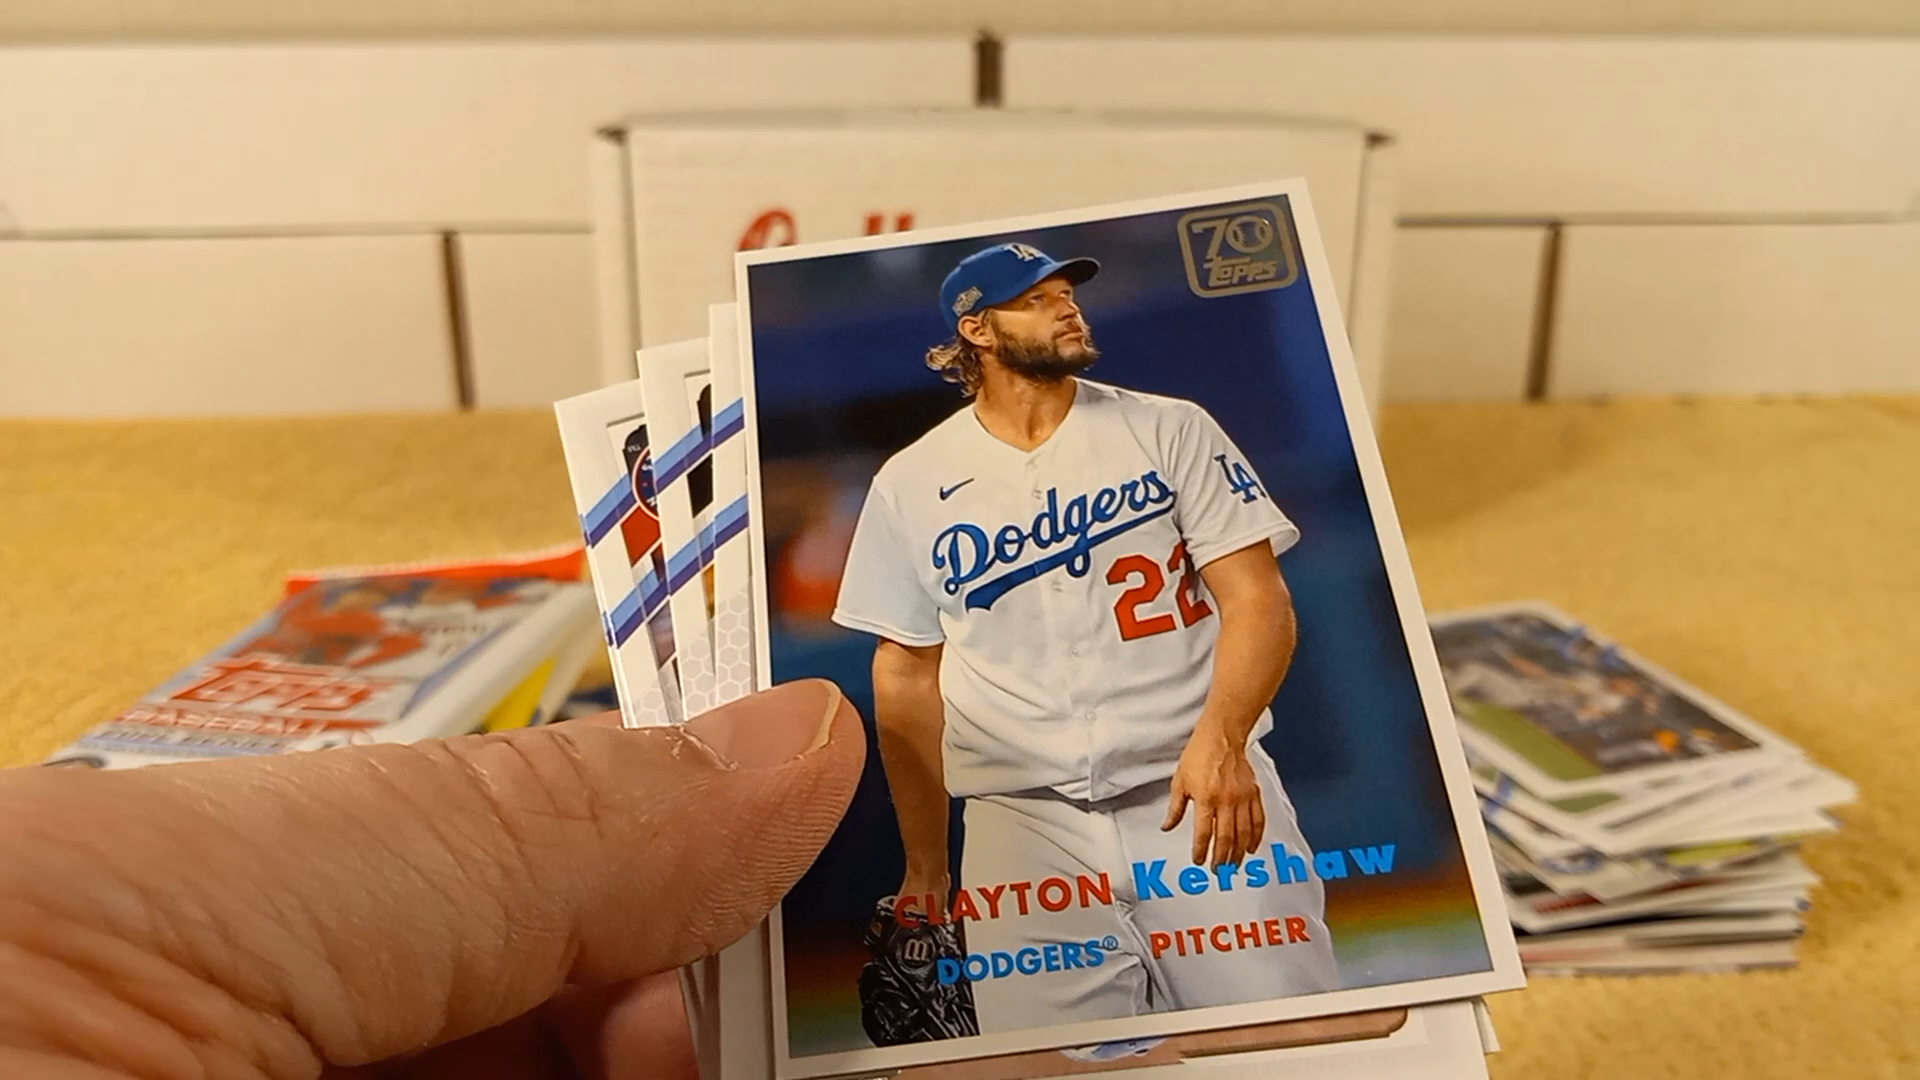 70
Topps
LA
Dodgers
LA
22
CLAYTON Kershaw
DODGERS® PITCHER
m
TOPPS
BASEBALL